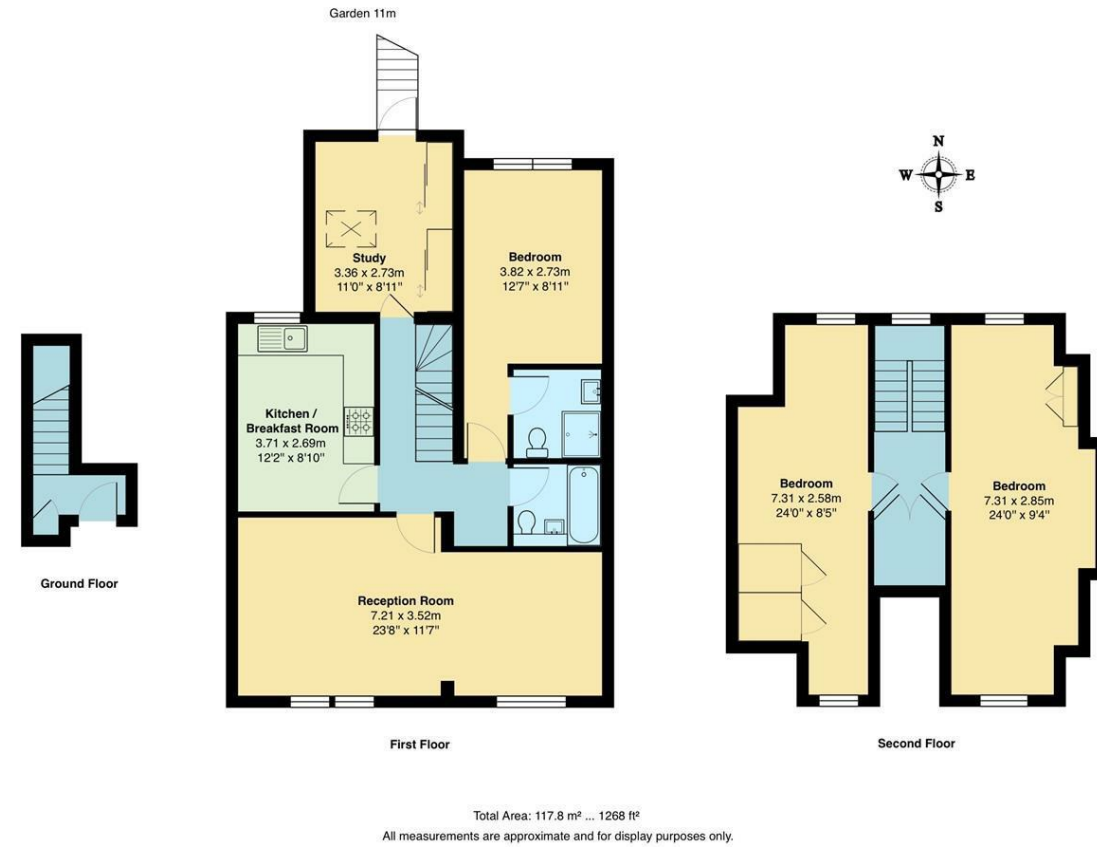 Garden 11m
N
W
E
S
Study
3.36 x 2.73m
11'0" x 8'11"
Bedroom
3.82 x 2.73m
12'7" x 8'11"
Kitchen /
Breakfast Room
3.71 x 2.69m
12'2" x 8'10"
Reception Room
7.21 x 3.52m
23'8" x 11'7"
Bedroom
7.31 x 2.58m
24'0" x 8'5"
Bedroom
7.31 x 2.85m
24'0" x 9'4"
Ground Floor
First Floor
Second Floor
Total Area: 117.8 m² ... 1268 ft²
All measurements are approximate and for display purposes only.